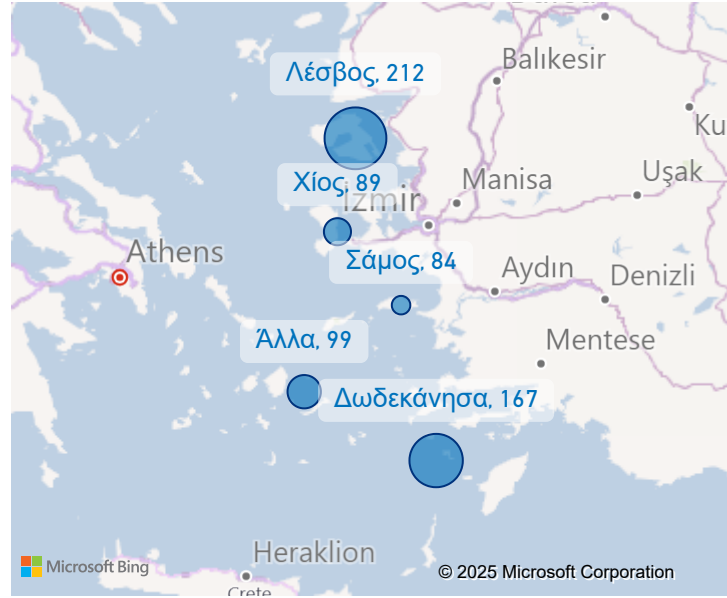 Balıkesir
Λέσβος, 212
Ku
Χίος, 89
İzmir
Manisa
Uşak
Athens
Σάμος, 84
Aydın
Denizli
Άλλα, 99
Mentese
Δωδεκάνησα, 167
Heraklion
Microsoft Bing
© 2025 Microsoft Corporation
Crete